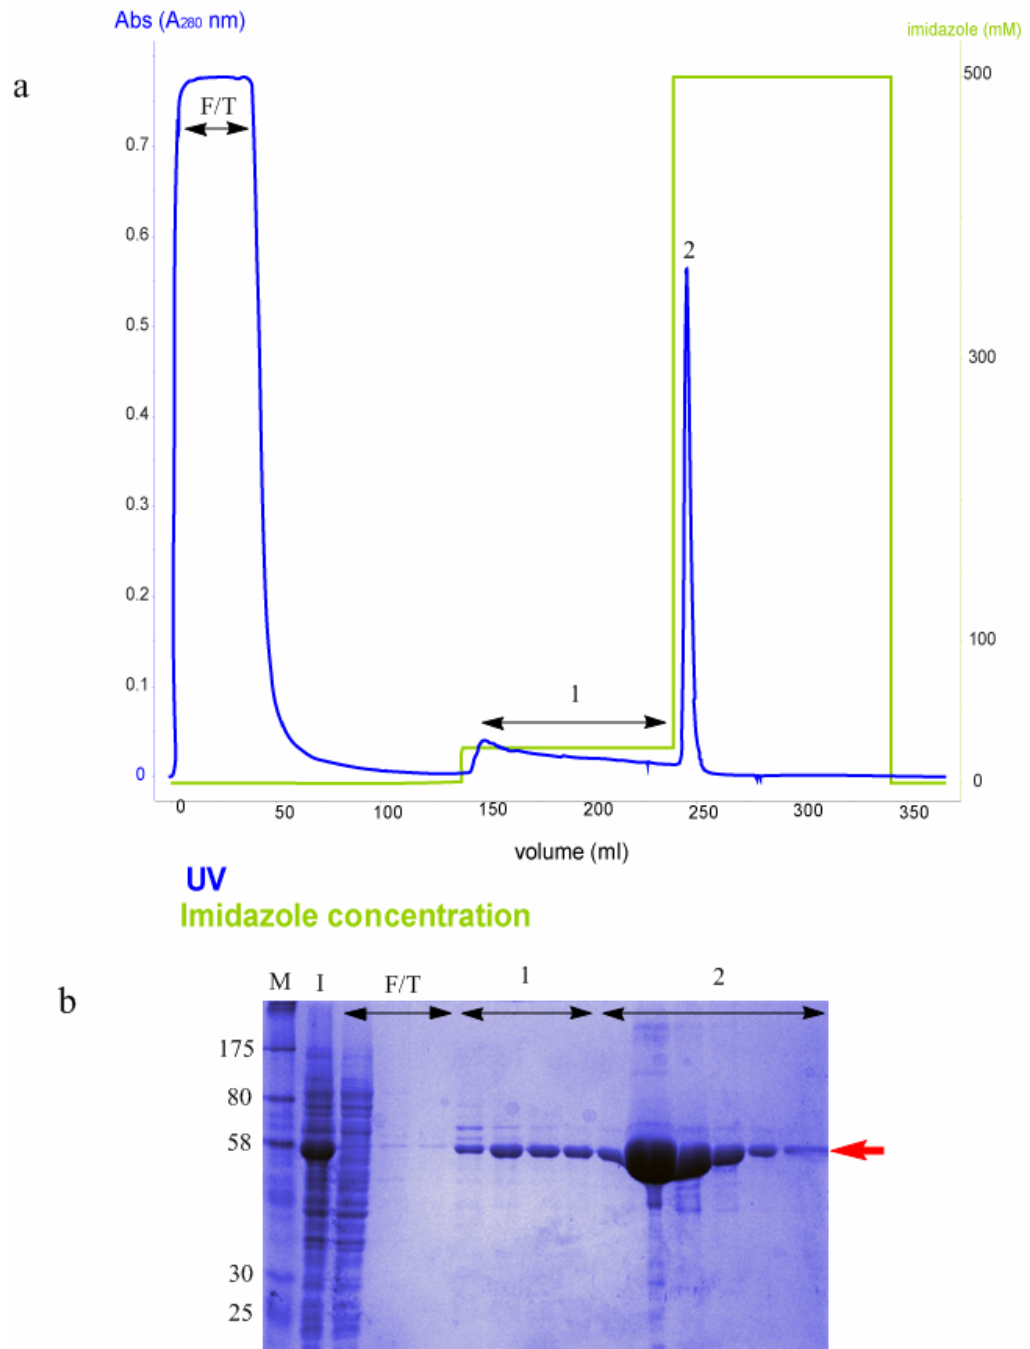 Abs (A280 nm)
imidazole (mM)
a
500
F/T
0.7
0.6
2
0.5
300
0.4
0.3
0.2
100
0.1
1
0
0
0 50 100 150 200 250 300 350
volume (ml)
UV
Imidazole concentration
b
M I F/T 1 2
175
80
58
30
25